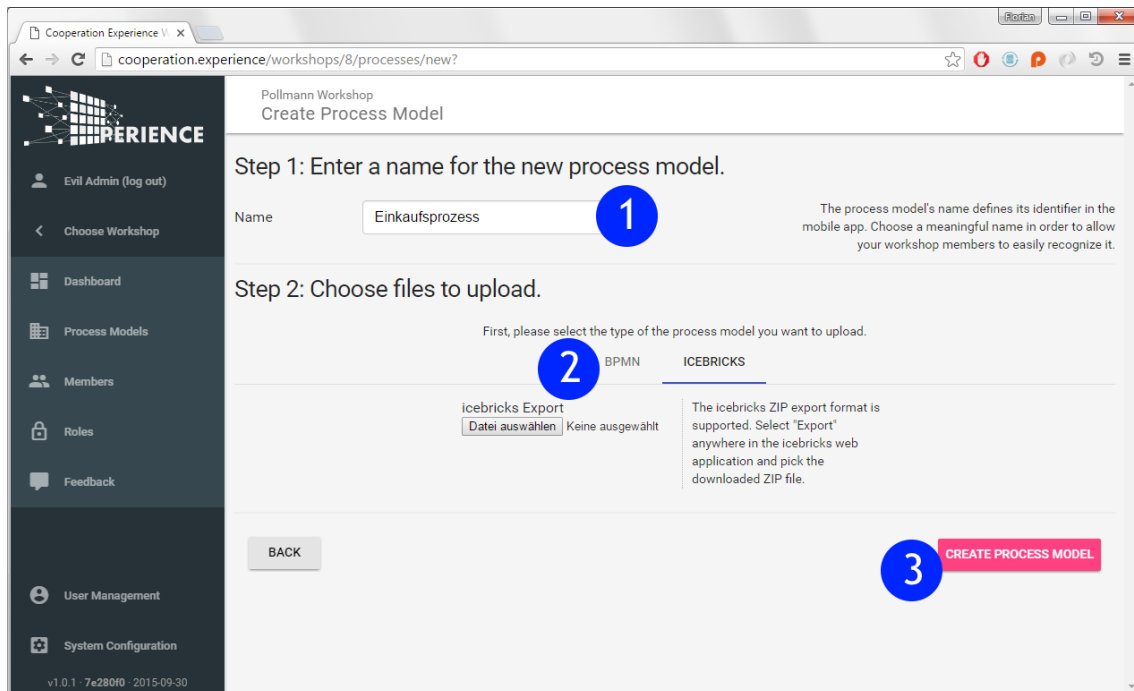 Florian
Cooperation Experience W
cooperation.experience/workshops/8/processes/new?
PERIENCE
Evil Admin (log out)
Choose Workshop
Dashboard
Process Models
Members
Roles
Feedback
User Management
System Configuration
v1.0.1 · 7e280f0 · 2015-09-30
Pollmann Workshop
Create Process Model
Step 1: Enter a name for the new process model.
Name
Einkaufsprozess
1
The process model's name defines its identifier in the
mobile app. Choose a meaningful name in order to allow
your workshop members to easily recognize it.
Step 2: Choose files to upload.
First, please select the type of the process model you want to upload.
2
BPMN
ICEBRICKS
icebricks Export
Datei auswählen Keine ausgewählt
The icebricks ZIP export format is
supported. Select "Export"
anywhere in the icebricks web
application and pick the
downloaded ZIP file.
BACK
3
CREATE PROCESS MODEL